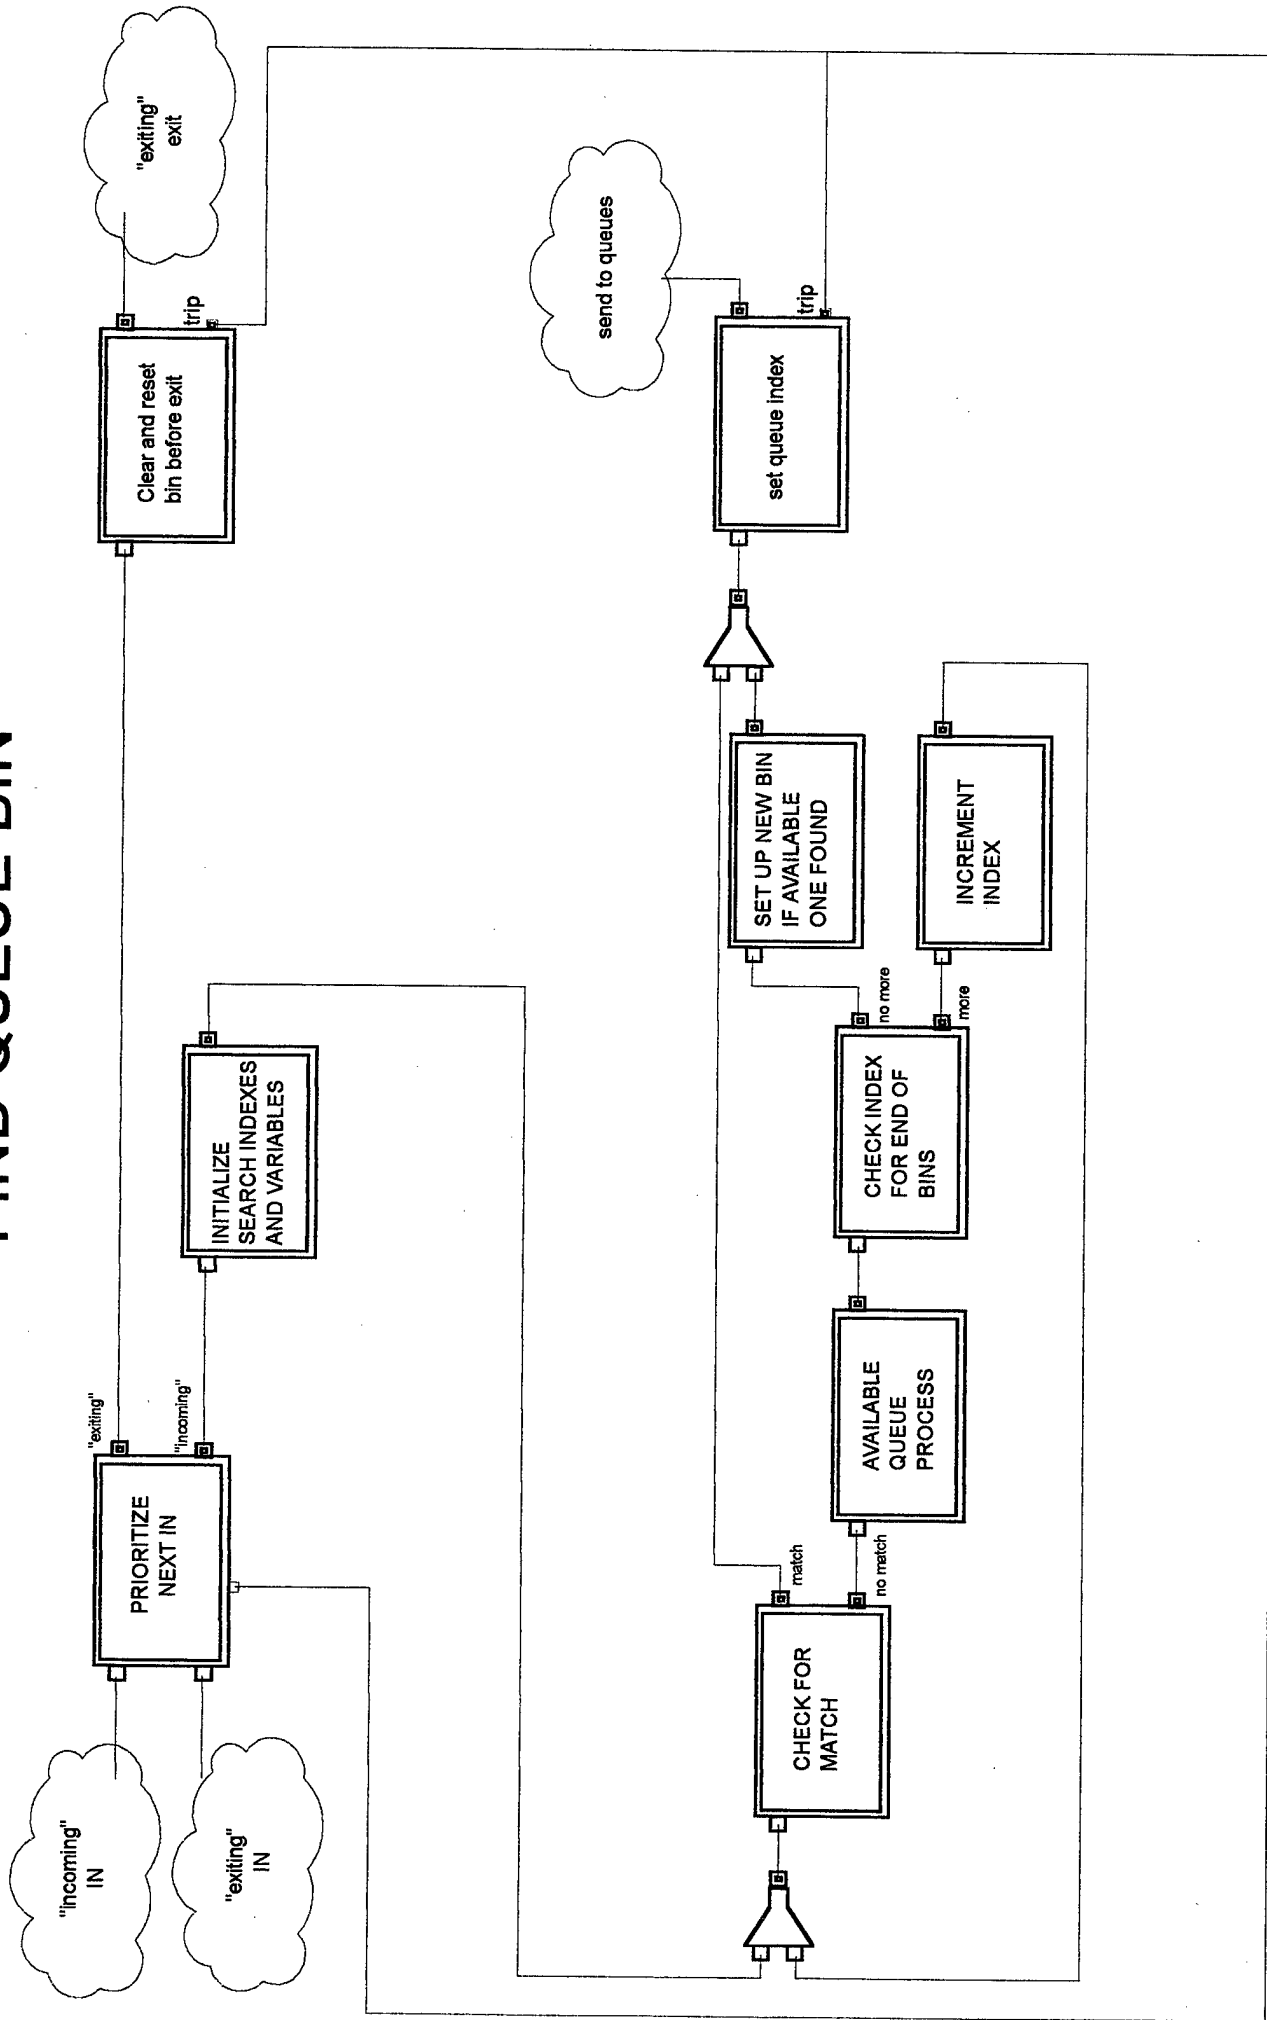 FIND QUEUE BIN
"incoming"
IN
"exiting"
IN
PRIORITIZE
NEXT IN
"exiting"
"incoming"
INITIALIZE
SEARCH INDEXES
AND VARIABLES
Clear and reset
bin before exit
trip
"exiting"
exit
CHECK FOR
MATCH
match
no match
AVAILABLE
QUEUE
PROCESS
CHECK INDEX
FOR END OF
BINS
no more
more
SET UP NEW BIN
IF AVAILABLE
ONE FOUND
INCREMENT
INDEX
set queue index
trip
send to queues